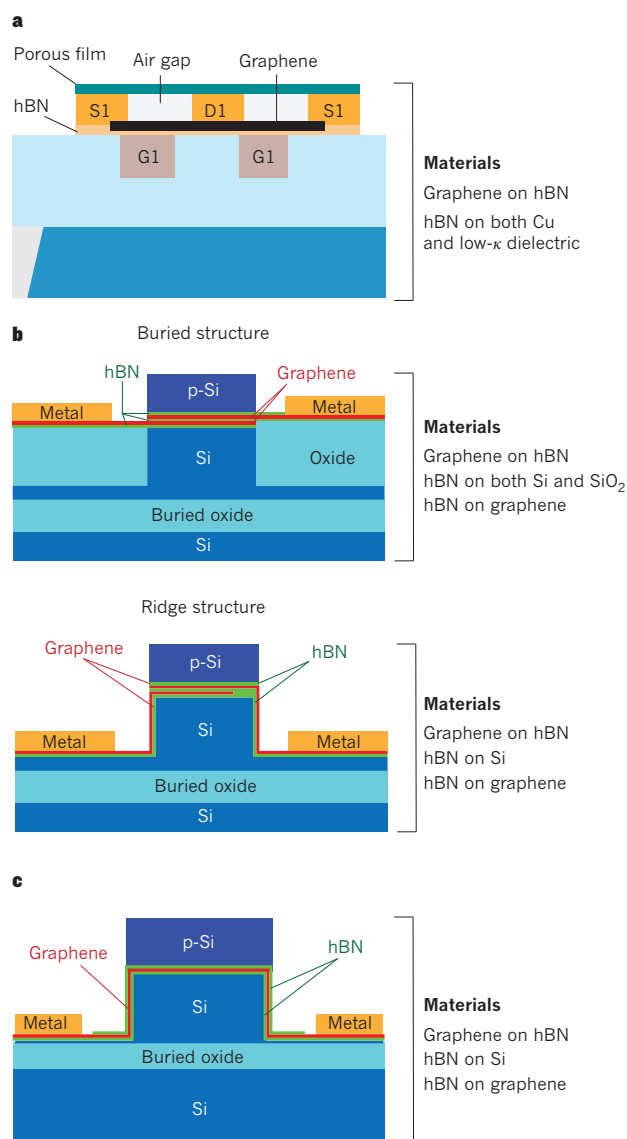 a
Porous film
Air gap
Graphene
hBN
S1
D1
S1
G1
G1
Materials
Graphene on hBN
hBN on both Cu
and low-κ dielectric
b
Buried structure
hBN
Graphene
p-Si
Metal
Metal
Si
Oxide
Buried oxide
Si
Materials
Graphene on hBN
hBN on both Si and SiO₂
hBN on graphene
Ridge structure
Graphene
hBN
p-Si
Si
Metal
Metal
Buried oxide
Si
Materials
Graphene on hBN
hBN on Si
hBN on graphene
c
p-Si
Graphene
hBN
Si
Metal
Metal
Buried oxide
Si
Materials
Graphene on hBN
hBN on Si
hBN on graphene